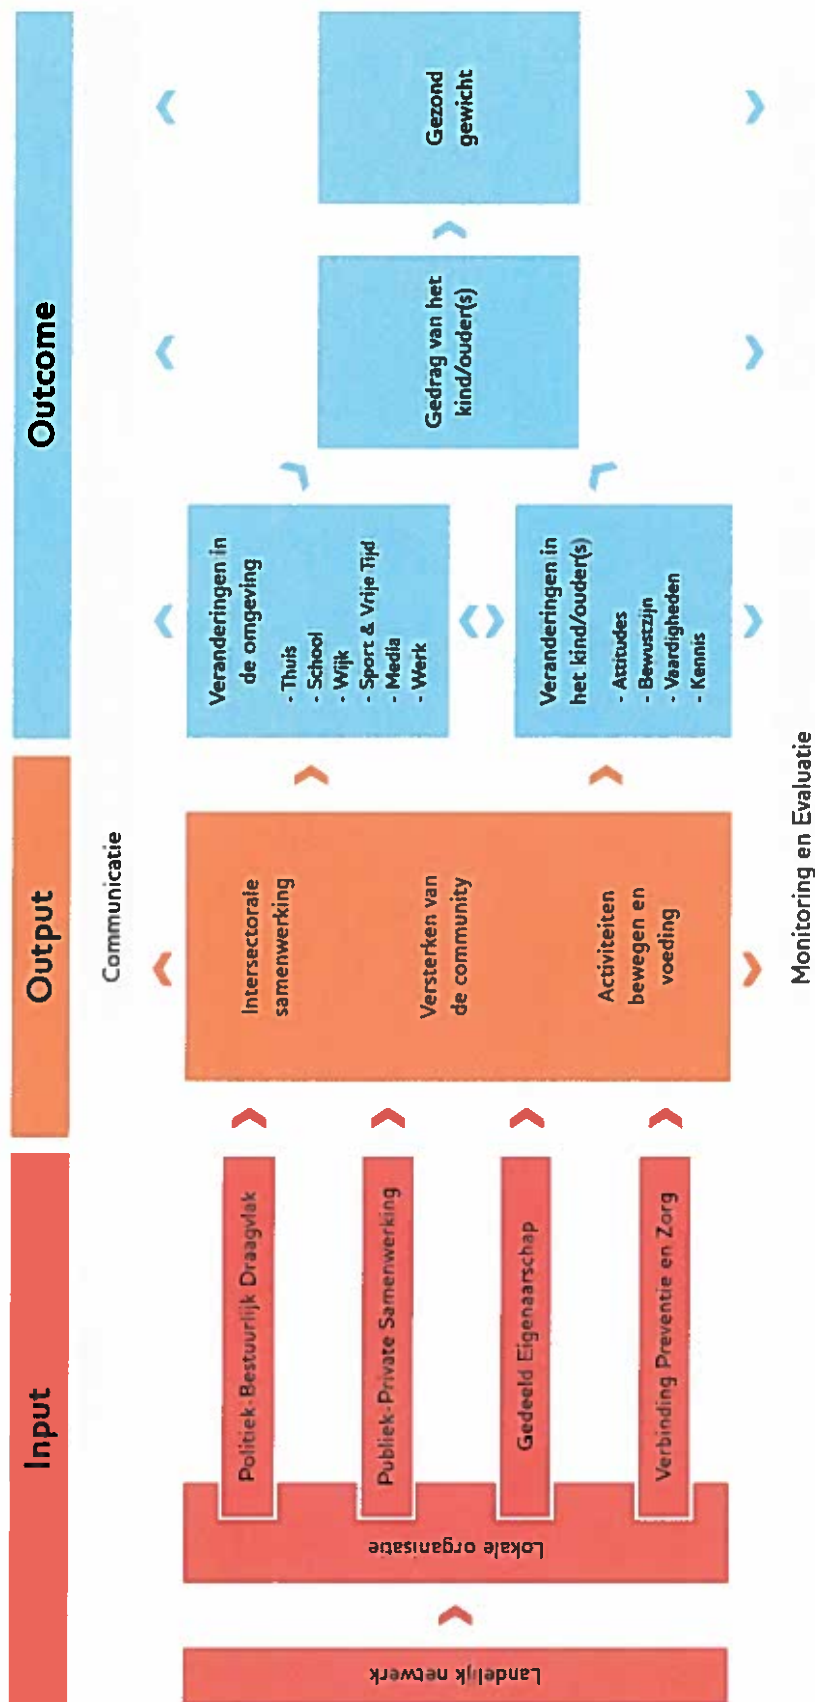 Input
Output
Outcome
Communicatie
Landelijk netwerk
Lokale organisatie
Politiek-Bestuurlijk Draagvlak
Publiek-Private Samenwerking
Gedeeld Eigenaarschap
Verbinding Preventie en Zorg
Intersectorale
samenwerking
Versterken van
de community
Activiteiten
bewegen en
voeding
Veranderingen in
de omgeving
- Thuis
- School
- Wijk
- Sport & Vrije Tijd
- Media
- Werk
Veranderingen in
het kind/ouder(s)
- Attitudes
- Bewustzijn
- Vaardigheden
- Kennis
Gedrag van het
kind/ouder(s)
Gezond
gewicht
Monitoring en Evaluatie